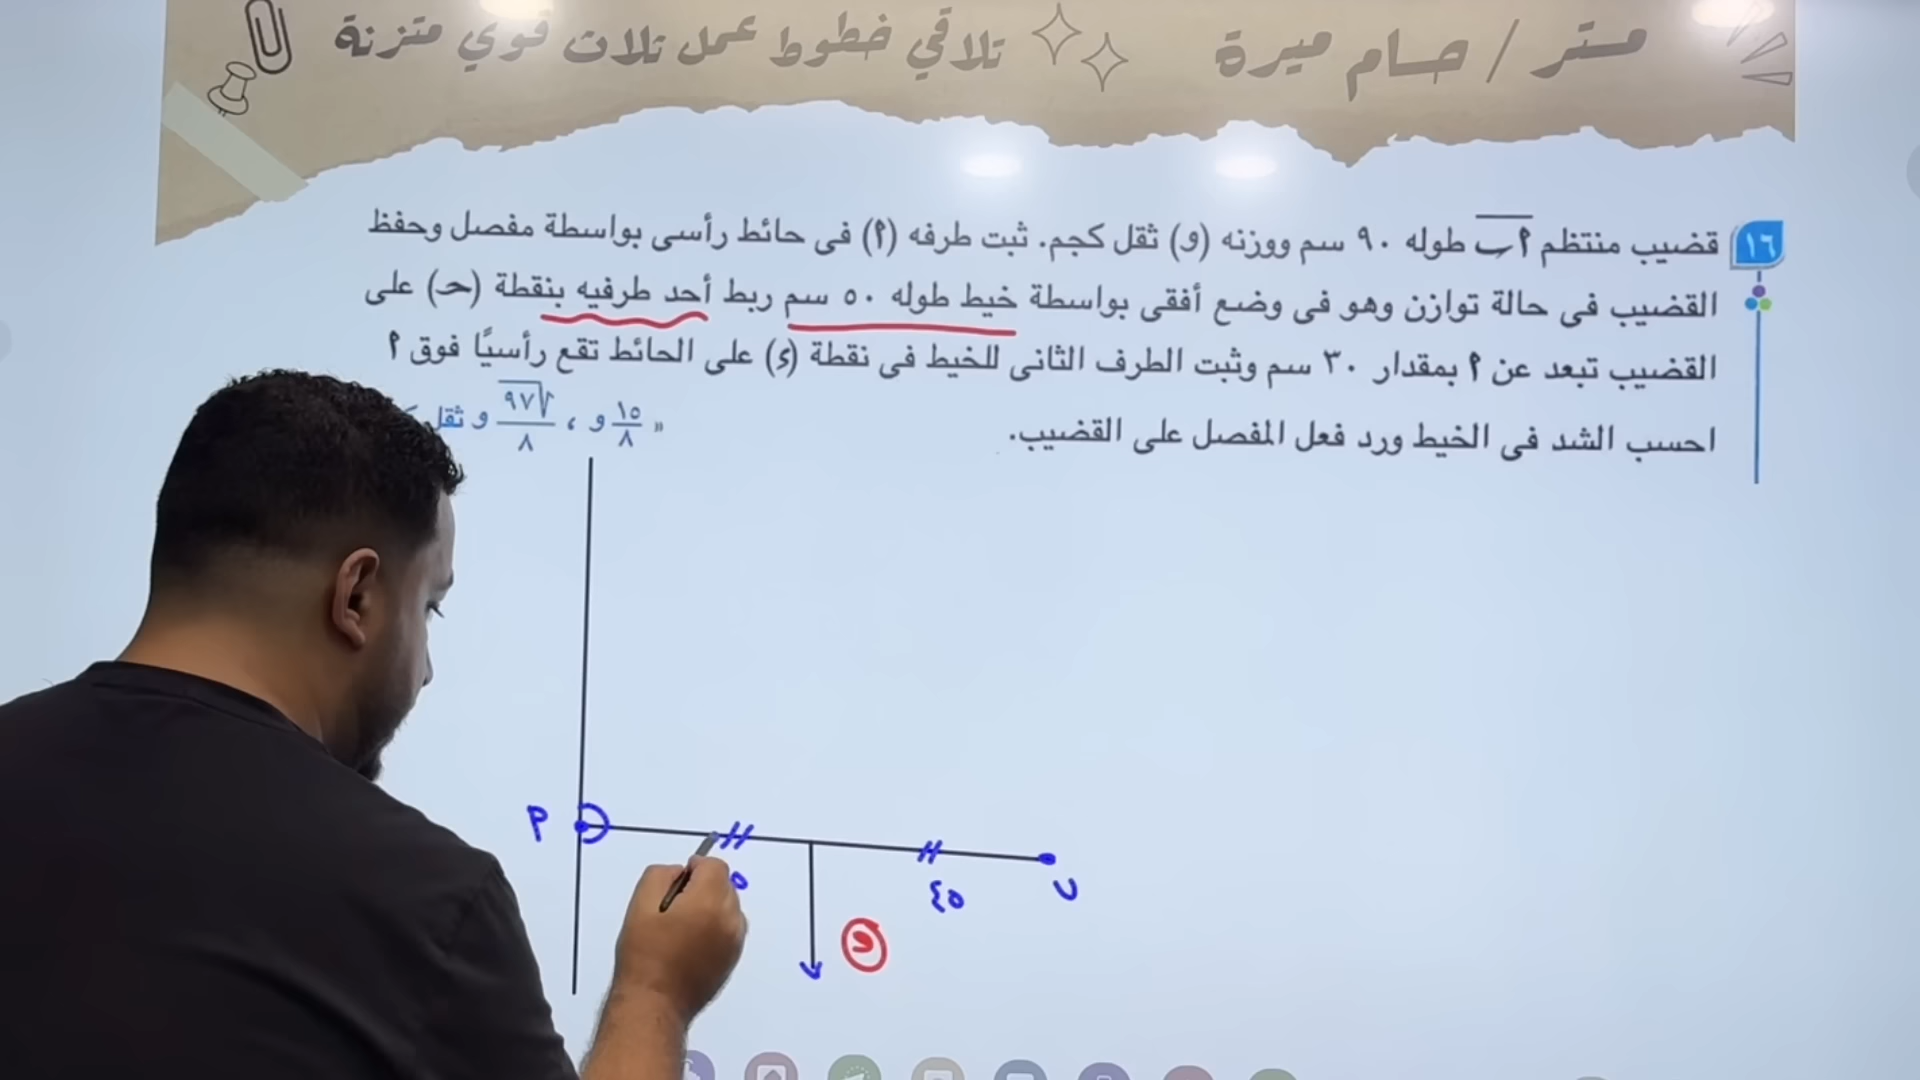 مستر / حسام ميرة تلاقي خطوط عمل تلات قوي متزنة
١٦ قضيب منتظم أب طوله ٩٠ سم ووزنه (و) ثقل كجم. ثبت طرفه (أ) فى حائط رأسى بواسطة مفصل وحفظ
القضيب فى حالة توازن وهو فى وضع أفقى بواسطة خيط طوله ٥٠ سم ربط أحد طرفيه بنقطة (حـ) على
القضيب تبعد عن أ بمقدار ٣٠ سم وثبت الطرف الثانى للخيط فى نقطة (ء) على الحائط تقع رأسيًا فوق أ
احسب الشد فى الخيط ورد فعل المفصل على القضيب.
« ١٥/٨ و ، √٩٧/٨ و ثقل
أ
٥
٤٥
ب
و